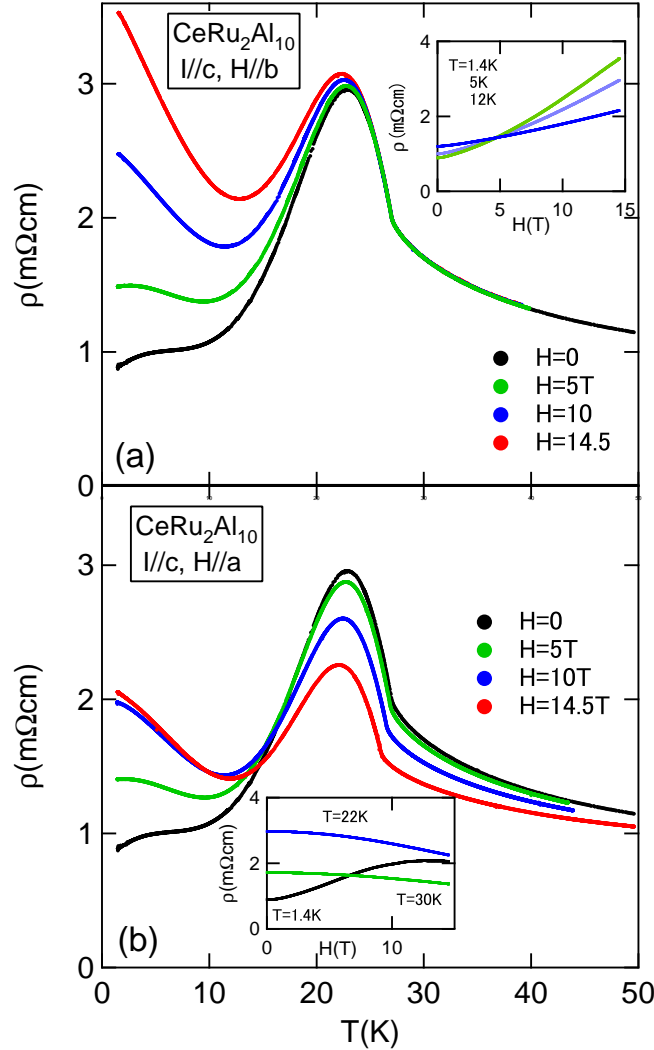 3
2
1
0
ρ(mΩcm)
CeRu₂Al₁₀
I//c, H//b
4
2
0
ρ (mΩcm)
T=1.4K
5K
12K
0
5
10
15
H(T)
H=0
H=5T
H=10
H=14.5
(a)
3
2
1
0
ρ(mΩcm)
CeRu₂Al₁₀
I//c, H//a
H=0
H=5T
H=10T
H=14.5T
4
2
0
ρ(mΩcm)
T=22K
T=1.4K
T=30K
0
10
H(T)
(b)
0
10
20
30
40
50
T(K)